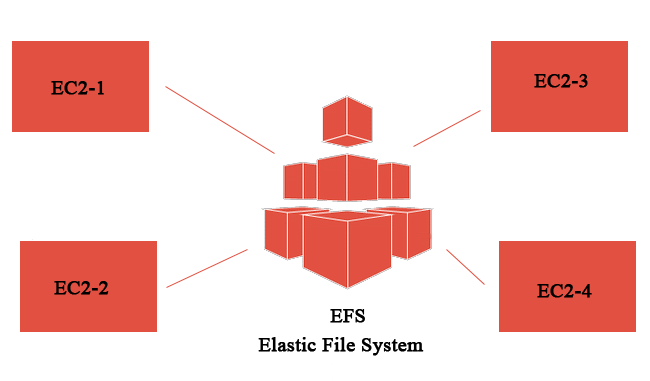 EC2-1
EC2-3
EC2-2
EC2-4
EFS
Elastic File System